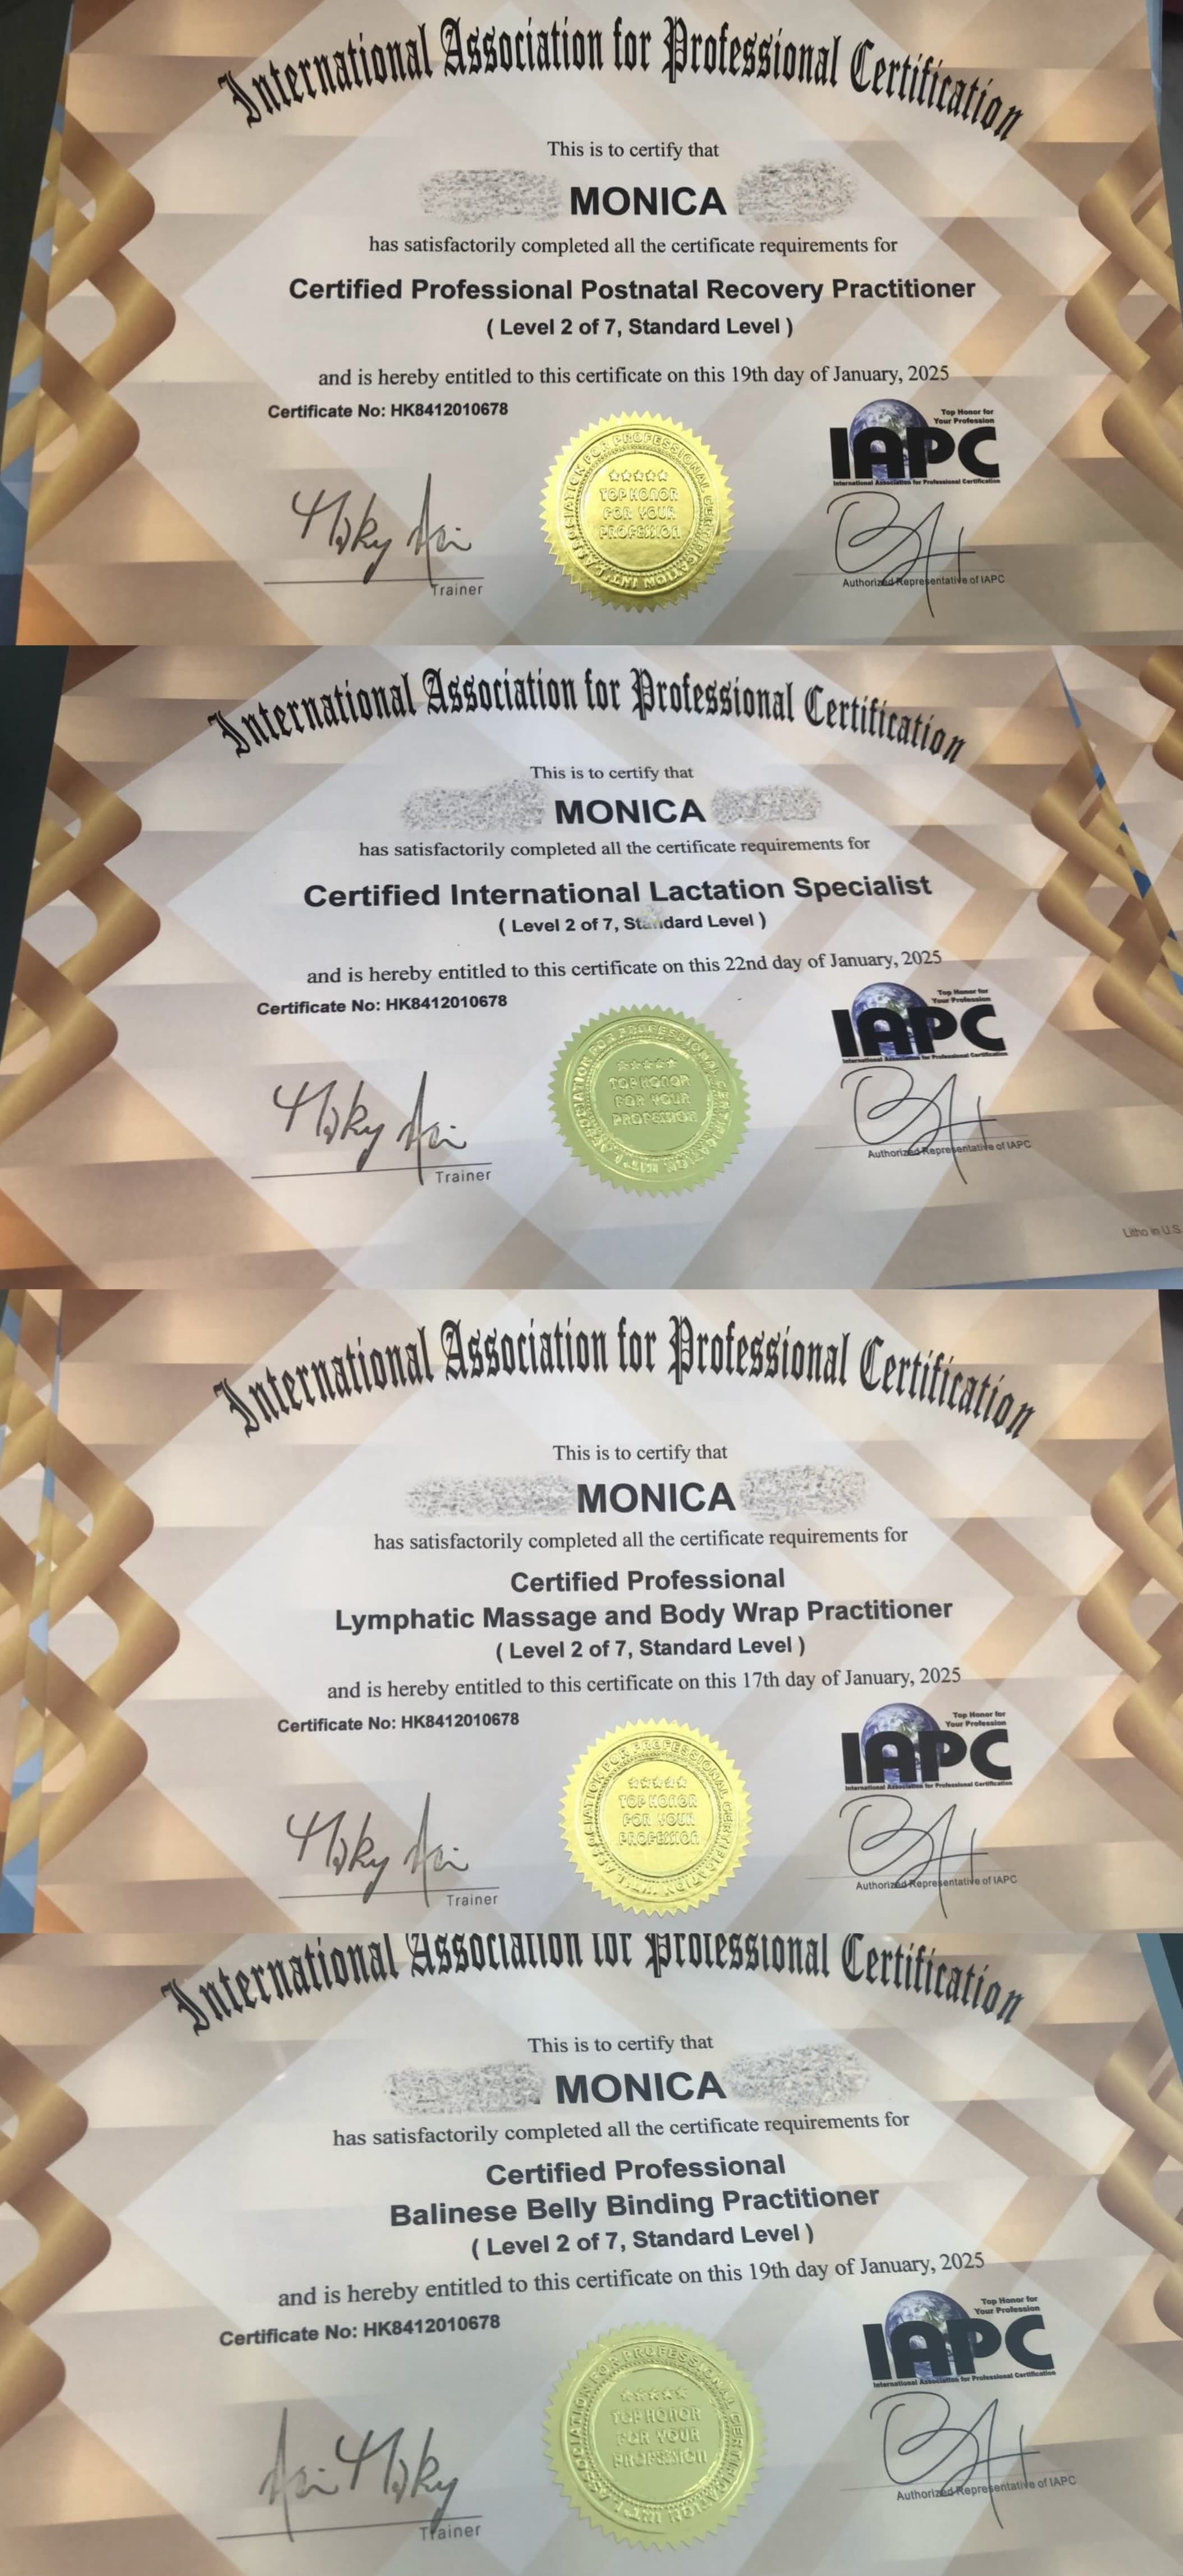 International Association for Professional Certification
This is to certify that
MONICA
has satisfactorily completed all the certificate requirements for
Certified Professional Postnatal Recovery Practitioner
( Level 2 of 7, Standard Level )
and is hereby entitled to this certificate on this 19th day of January, 2025
Certificate No: HK8412010678
Top Honor for
Your Profession
IAPC
International Association for Professional Certification
TOP HONOR
FOR YOUR
PROFESSION
Trainer
Authorized Representative of IAPC
International Association for Professional Certification
This is to certify that
MONICA
has satisfactorily completed all the certificate requirements for
Certified International Lactation Specialist
( Level 2 of 7, Standard Level )
and is hereby entitled to this certificate on this 22nd day of January, 2025
Certificate No: HK8412010678
Top Honor for
Your Profession
IAPC
International Association for Professional Certification
TOP HONOR
FOR YOUR
PROFESSION
Trainer
Authorized Representative of IAPC
Litho in U.S.
International Association for Professional Certification
This is to certify that
MONICA
has satisfactorily completed all the certificate requirements for
Certified Professional
Lymphatic Massage and Body Wrap Practitioner
( Level 2 of 7, Standard Level )
and is hereby entitled to this certificate on this 17th day of January, 2025
Certificate No: HK8412010678
Top Honor for
Your Profession
IAPC
International Association for Professional Certification
TOP HONOR
FOR YOUR
PROFESSION
Trainer
Authorized Representative of IAPC
International Association for Professional Certification
This is to certify that
MONICA
has satisfactorily completed all the certificate requirements for
Certified Professional
Balinese Belly Binding Practitioner
( Level 2 of 7, Standard Level )
and is hereby entitled to this certificate on this 19th day of January, 2025
Certificate No: HK8412010678
Top Honor for
Your Profession
IAPC
International Association for Professional Certification
TOP HONOR
FOR YOUR
PROFESSION
Trainer
Authorized Representative of IAPC